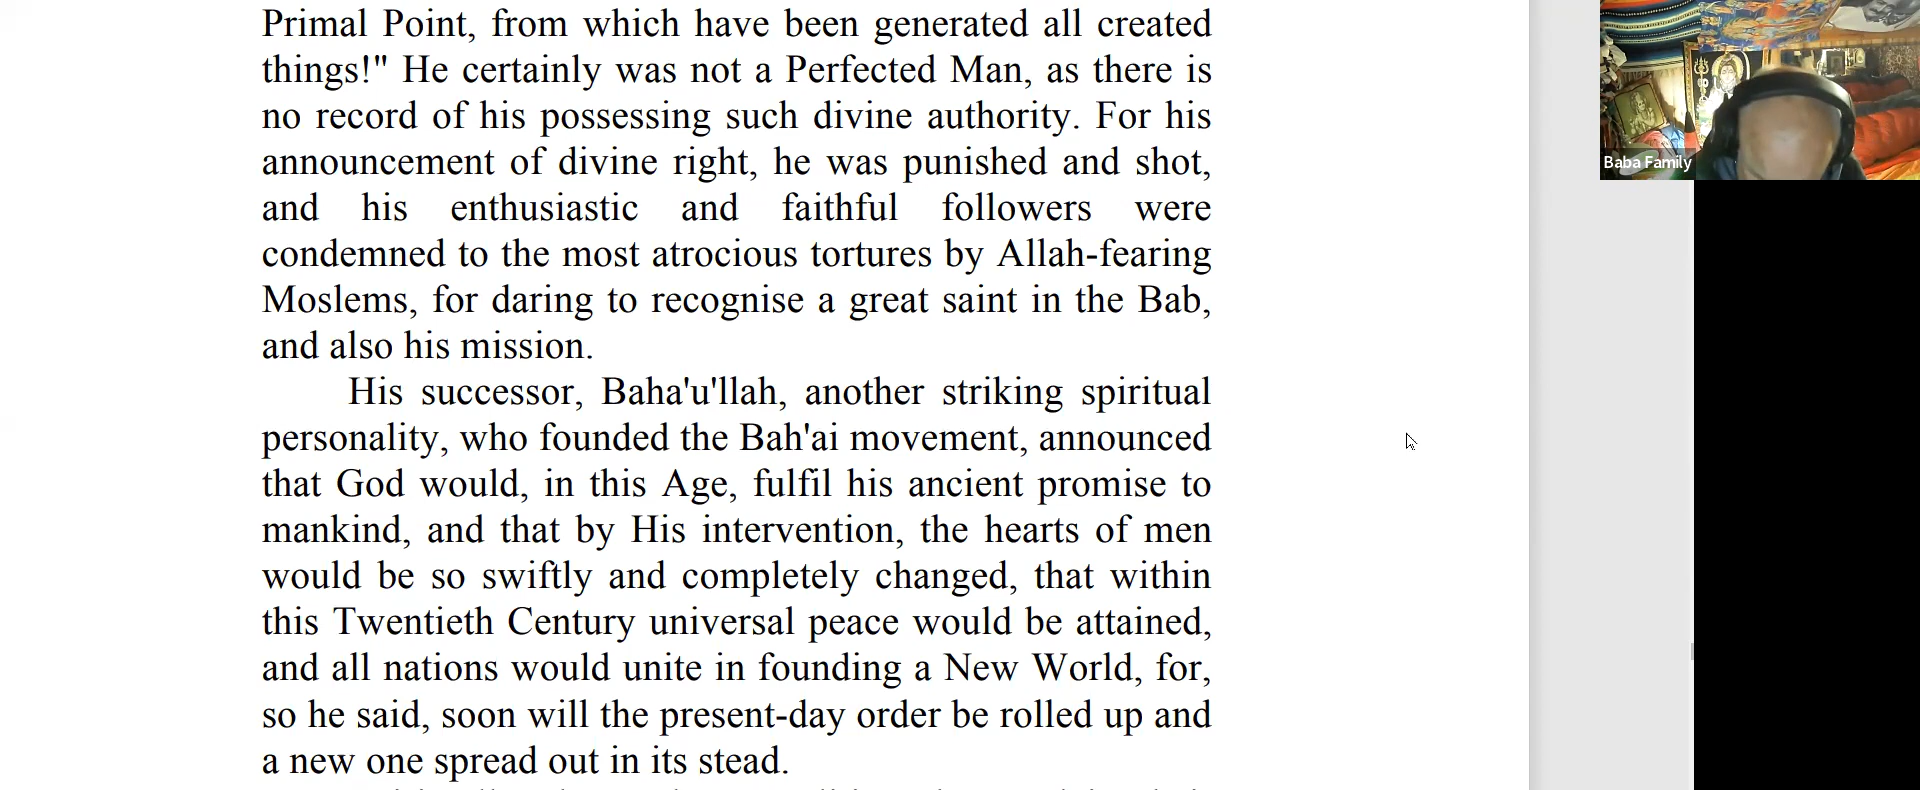 Primal Point, from which have been generated all created
things!" He certainly was not a Perfected Man, as there is
no record of his possessing such divine authority. For his
announcement of divine right, he was punished and shot,
and his enthusiastic and faithful followers were
condemned to the most atrocious tortures by Allah-fearing
Moslems, for daring to recognise a great saint in the Bab,
and also his mission.
His successor, Baha'u'llah, another striking spiritual
personality, who founded the Bah'ai movement, announced
that God would, in this Age, fulfil his ancient promise to
mankind, and that by His intervention, the hearts of men
would be so swiftly and completely changed, that within
this Twentieth Century universal peace would be attained,
and all nations would unite in founding a New World, for,
so he said, soon will the present-day order be rolled up and
a new one spread out in its stead.
Baba Family